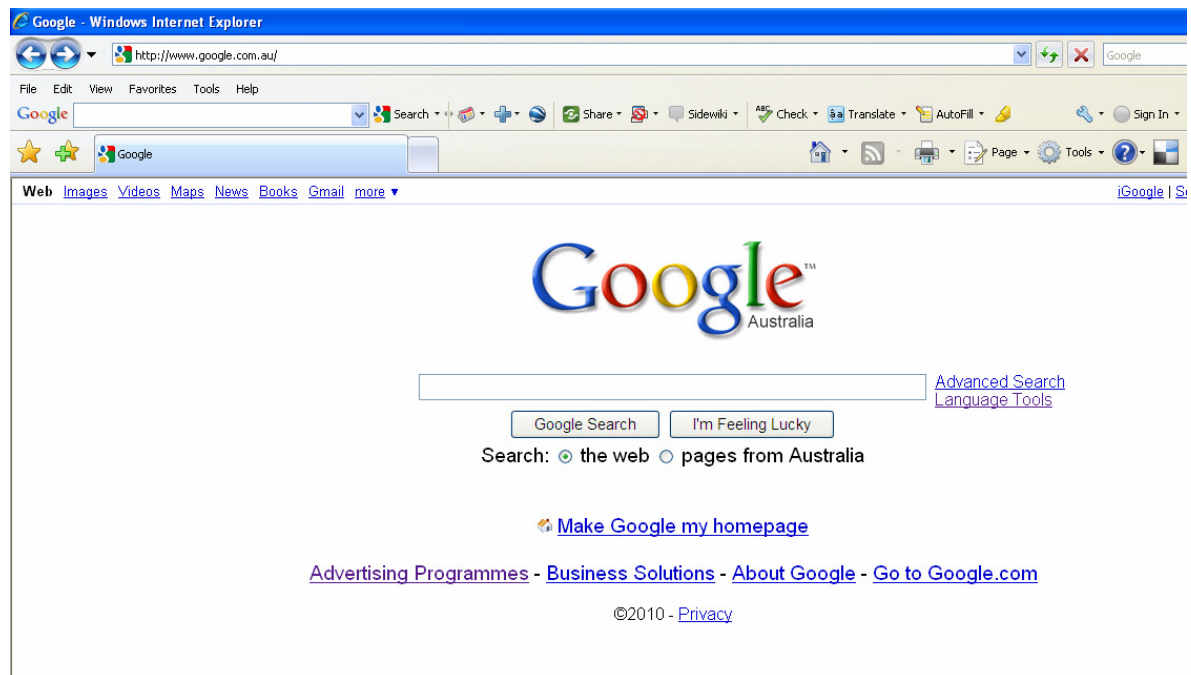 Google - Windows Internet Explorer
http://www.google.com.au/
Google
File Edit View Favorites Tools Help
Google Search Share Sidewiki ABC Check aa Translate AutoFill Sign In
Google Page Tools ?
Web Images Videos Maps News Books Gmail more ▼ iGoogle |
Google™
Australia
Advanced Search
Language Tools
Google Search I'm Feeling Lucky
Search: the web pages from Australia
Make Google my homepage
Advertising Programmes - Business Solutions - About Google - Go to Google.com
©2010 - Privacy